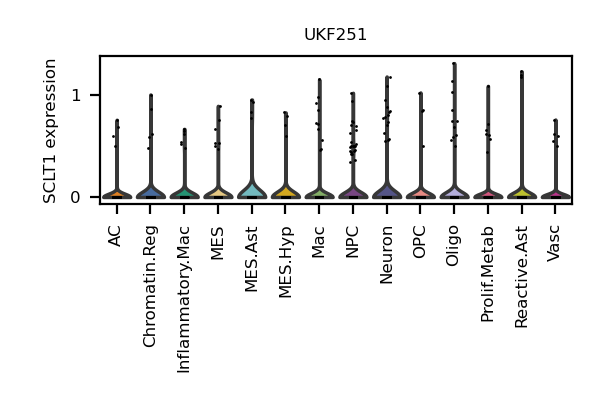 UKF251
SCLT1 expression
1
0
AC
Chromatin.Reg
Inflammatory.Mac
MES
MES.Ast
MES.Hyp
Mac
NPC
Neuron
OPC
Oligo
Prolif.Metab
Reactive.Ast
Vasc